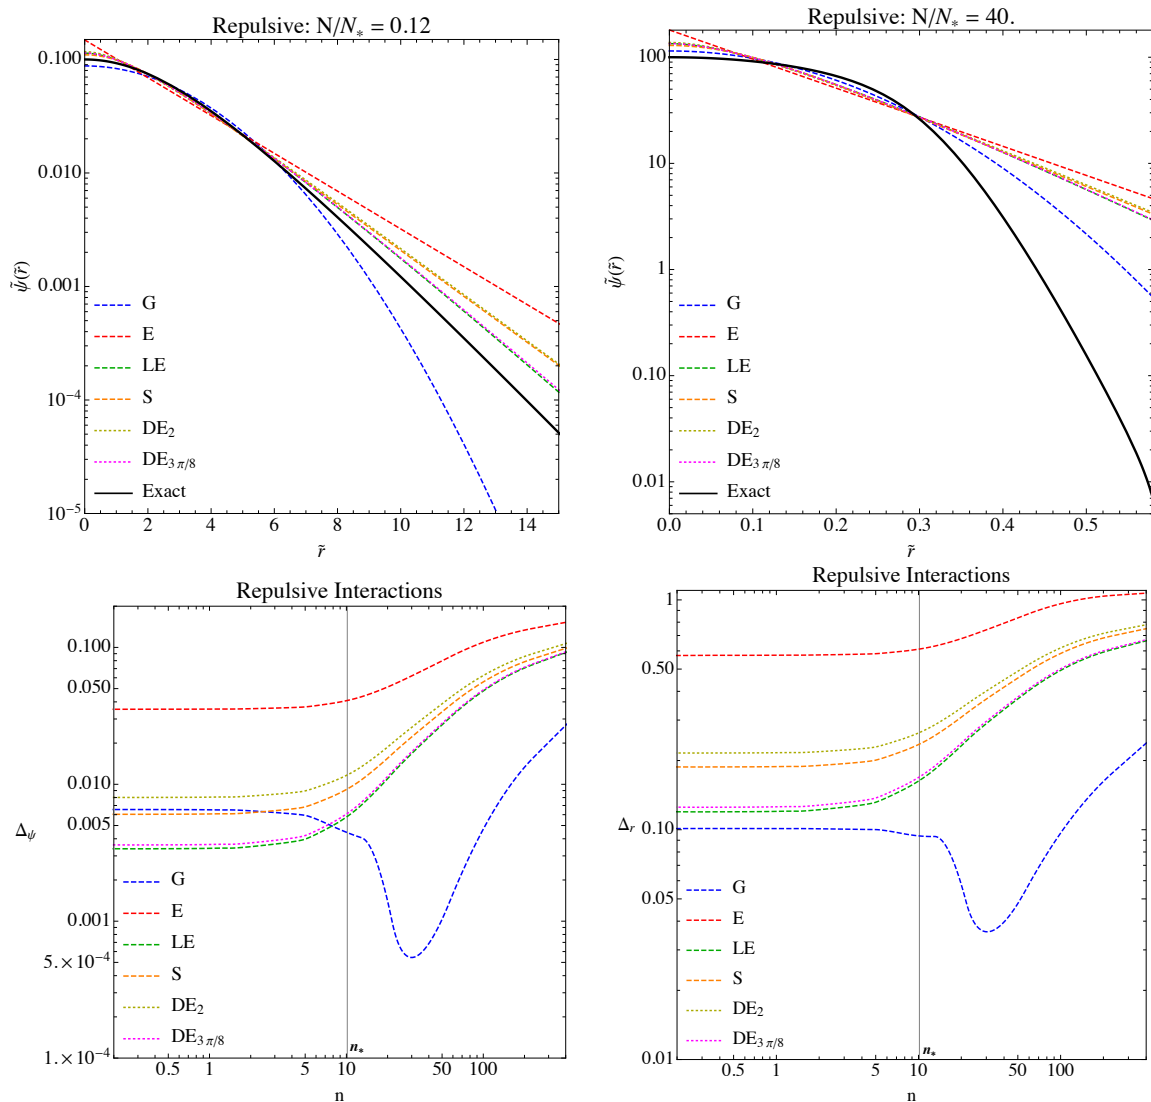 Repulsive: N/N* = 0.12
0.100
0.010
0.001
10⁻⁴
10⁻⁵
ψ̃(r̃)
G
E
LE
S
DE₂
DE₃π/₈
Exact
0 2 4 6 8 10 12 14
r̃
Repulsive: N/N* = 40.
100
10
1
0.10
0.01
ψ̃(r̃)
G
E
LE
S
DE₂
DE₃π/₈
Exact
0.0 0.1 0.2 0.3 0.4 0.5
r̃
Repulsive Interactions
0.100
0.050
0.010
0.005
0.001
5.×10⁻⁴
1.×10⁻⁴
Δψ
G
E
LE
S
DE₂
DE₃π/₈
n*
0.5 1 5 10 50 100
n
Repulsive Interactions
1
0.50
0.10
0.05
0.01
Δr
G
E
LE
S
DE₂
DE₃π/₈
n*
0.5 1 5 10 50 100
n